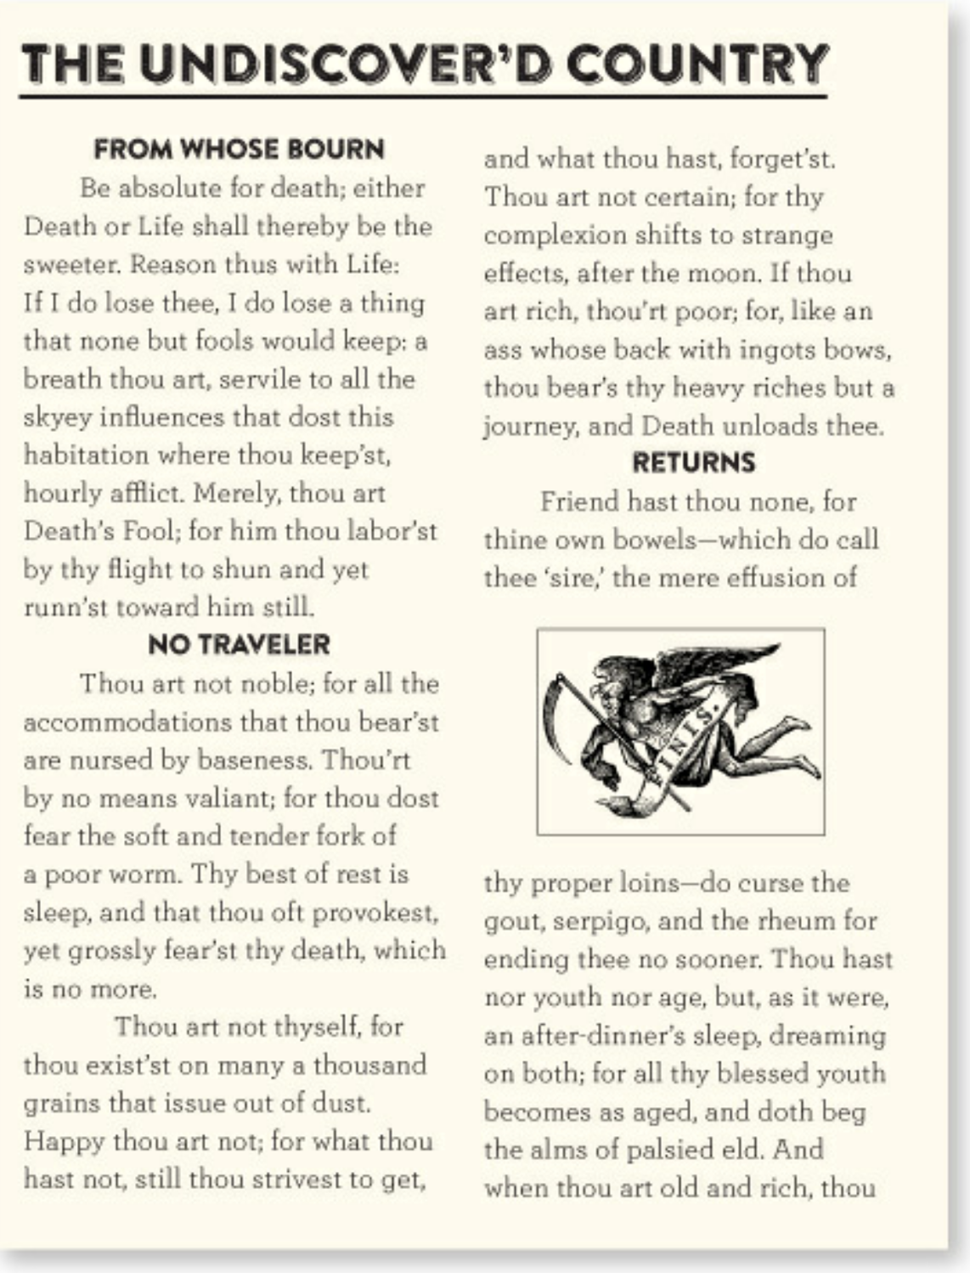 THE UNDISCOVER’D COUNTRY
FROM WHOSE BOURN
Be absolute for death; either
Death or Life shall thereby be the
sweeter. Reason thus with Life:
If I do lose thee, I do lose a thing
that none but fools would keep: a
breath thou art, servile to all the
skyey influences that dost this
habitation where thou keep’st,
hourly afflict. Merely, thou art
Death’s Fool; for him thou labor’st
by thy flight to shun and yet
runn’st toward him still.
NO TRAVELER
Thou art not noble; for all the
accommodations that thou bear’st
are nursed by baseness. Thou’rt
by no means valiant; for thou dost
fear the soft and tender fork of
a poor worm. Thy best of rest is
sleep, and that thou oft provokest,
yet grossly fear’st thy death, which
is no more.
Thou art not thyself, for
thou exist’st on many a thousand
grains that issue out of dust.
Happy thou art not; for what thou
hast not, still thou strivest to get,
and what thou hast, forget’st.
Thou art not certain; for thy
complexion shifts to strange
effects, after the moon. If thou
art rich, thou’rt poor; for, like an
ass whose back with ingots bows,
thou bear’s thy heavy riches but a
journey, and Death unloads thee.
RETURNS
Friend hast thou none, for
thine own bowels—which do call
thee ‘sire,’ the mere effusion of
FINIS.
thy proper loins—do curse the
gout, serpigo, and the rheum for
ending thee no sooner. Thou hast
nor youth nor age, but, as it were,
an after-dinner’s sleep, dreaming
on both; for all thy blessed youth
becomes as aged, and doth beg
the alms of palsied eld. And
when thou art old and rich, thou